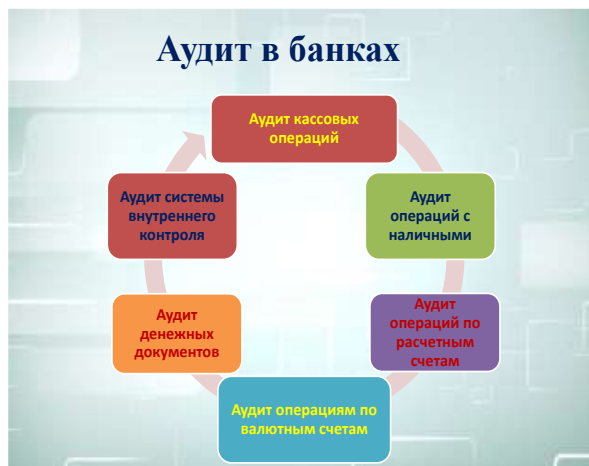 Аудит в банках
Аудит кассовых
операций
Аудит
операций с
наличными
Аудит
операций по
расчетным
счетам
Аудит операциям по
валютным счетам
Аудит
денежных
документов
Аудит системы
внутреннего
контроля